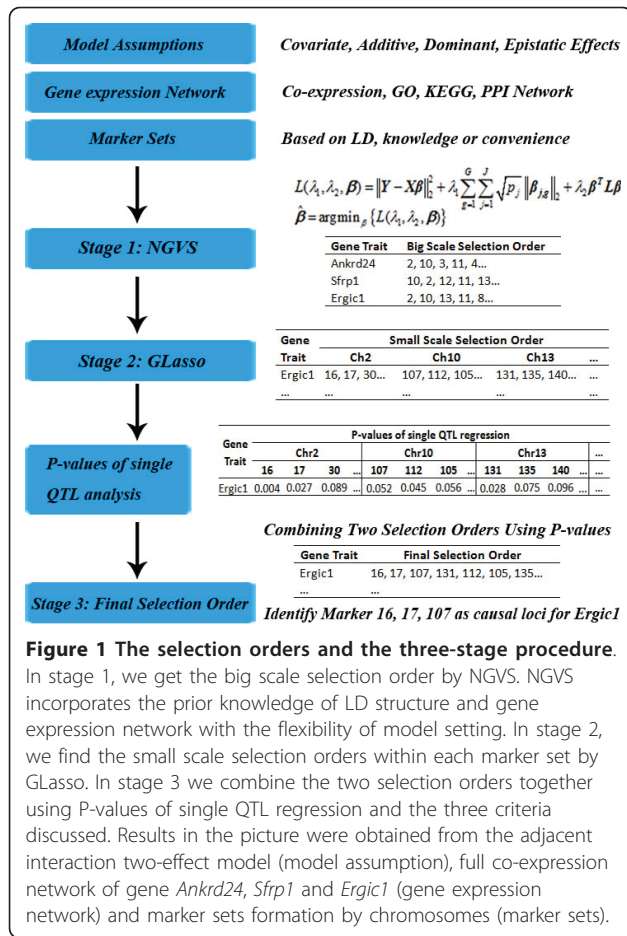 Model Assumptions
Covariate, Additive, Dominant, Epistatic Effects
Gene expression Network
Co-expression, GO, KEGG, PPI Network
Marker Sets
Based on LD, knowledge or convenience
L(λ₁,λ₂,β) = ||Y − Xβ||₂² + λ₁ ∑_{g=1}^{G} ∑_{j=1}^{J} √p_j ||β_{jg}||₂ + λ₂β^T Lβ
β̂ = argmin_β {L(λ₁,λ₂,β)}
Stage 1: NGVS
Gene Trait Big Scale Selection Order
Ankrd24 2, 10, 3, 11, 4...
Sfrp1 10, 2, 12, 11, 13...
Ergic1 2, 10, 13, 11, 8...
Stage 2: GLasso
Gene Trait Small Scale Selection Order
Ch2 Ch10 Ch13 ...
Ergic1 16, 17, 30... 107, 112, 105... 131, 135, 140... ...
... ... ... ... ...
P-values of single QTL analysis
Gene Trait P-values of single QTL regression
Chr2 Chr10 Chr13 ...
16 17 30 ... 107 112 105 ... 131 135 140 ... ...
Ergic1 0.004 0.027 0.089 ... 0.052 0.045 0.056 ... 0.028 0.075 0.096 ... ...
Combining Two Selection Orders Using P-values
Gene Trait Final Selection Order
Ergic1 16, 17, 107, 131, 112, 105, 135...
... ...
Stage 3: Final Selection Order
Identify Marker 16, 17, 107 as causal loci for Ergic1
Figure 1 The selection orders and the three-stage procedure.
In stage 1, we get the big scale selection order by NGVS. NGVS
incorporates the prior knowledge of LD structure and gene
expression network with the flexibility of model setting. In stage 2,
we find the small scale selection orders within each marker set by
GLasso. In stage 3 we combine the two selection orders together
using P-values of single QTL regression and the three criteria
discussed. Results in the picture were obtained from the adjacent
interaction two-effect model (model assumption), full co-expression
network of gene Ankrd24, Sfrp1 and Ergic1 (gene expression
network) and marker sets formation by chromosomes (marker sets).